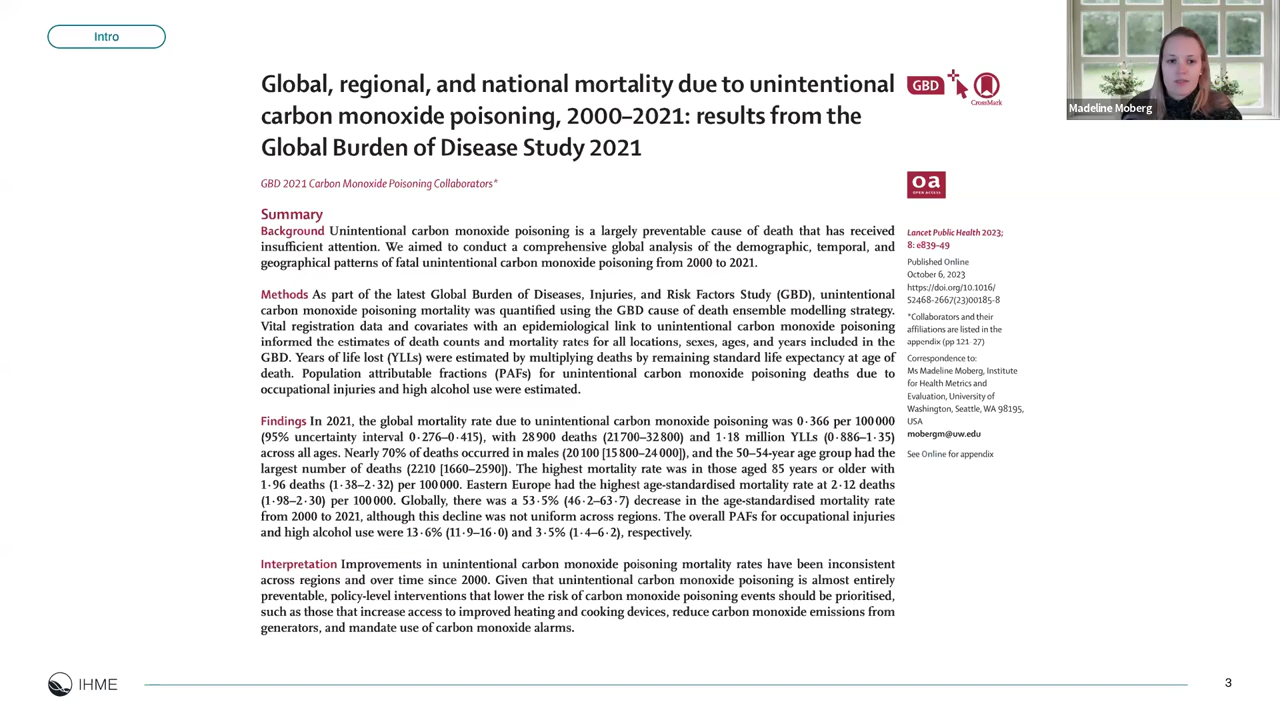 Intro
Madeline Moberg
Global, regional, and national mortality due to unintentional
carbon monoxide poisoning, 2000–2021: results from the
Global Burden of Disease Study 2021
GBD
CrossMark
GBD 2021 Carbon Monoxide Poisoning Collaborators*
oa
OPEN ACCESS
Summary
Background Unintentional carbon monoxide poisoning is a largely preventable cause of death that has received
insufficient attention. We aimed to conduct a comprehensive global analysis of the demographic, temporal, and
geographical patterns of fatal unintentional carbon monoxide poisoning from 2000 to 2021.
Methods As part of the latest Global Burden of Diseases, Injuries, and Risk Factors Study (GBD), unintentional
carbon monoxide poisoning mortality was quantified using the GBD cause of death ensemble modelling strategy.
Vital registration data and covariates with an epidemiological link to unintentional carbon monoxide poisoning
informed the estimates of death counts and mortality rates for all locations, sexes, ages, and years included in the
GBD. Years of life lost (YLLs) were estimated by multiplying deaths by remaining standard life expectancy at age of
death. Population attributable fractions (PAFs) for unintentional carbon monoxide poisoning deaths due to
occupational injuries and high alcohol use were estimated.
Findings In 2021, the global mortality rate due to unintentional carbon monoxide poisoning was 0·366 per 100 000
(95% uncertainty interval 0·276–0·415), with 28 900 deaths (21 700–32 800) and 1·18 million YLLs (0·886–1·35)
across all ages. Nearly 70% of deaths occurred in males (20 100 [15 800–24 000]), and the 50–54-year age group had the
largest number of deaths (2210 [1660–2590]). The highest mortality rate was in those aged 85 years or older with
1·96 deaths (1·38–2·32) per 100 000. Eastern Europe had the highest age-standardised mortality rate at 2·12 deaths
(1·98–2·30) per 100 000. Globally, there was a 53·5% (46·2–63·7) decrease in the age-standardised mortality rate
from 2000 to 2021, although this decline was not uniform across regions. The overall PAFs for occupational injuries
and high alcohol use were 13·6% (11·9–16·0) and 3·5% (1·4–6·2), respectively.
Interpretation Improvements in unintentional carbon monoxide poisoning mortality rates have been inconsistent
across regions and over time since 2000. Given that unintentional carbon monoxide poisoning is almost entirely
preventable, policy-level interventions that lower the risk of carbon monoxide poisoning events should be prioritised,
such as those that increase access to improved heating and cooking devices, reduce carbon monoxide emissions from
generators, and mandate use of carbon monoxide alarms.
Lancet Public Health 2023;
8: e839–49
Published Online
October 6, 2023
https://doi.org/10.1016/
S2468-2667(23)00185-8
*Collaborators and their
affiliations are listed in the
appendix (pp 121–27)
Correspondence to:
Ms Madeline Moberg, Institute
for Health Metrics and
Evaluation, University of
Washington, Seattle, WA 98195,
USA
mobergm@uw.edu
See Online for appendix
IHME
3